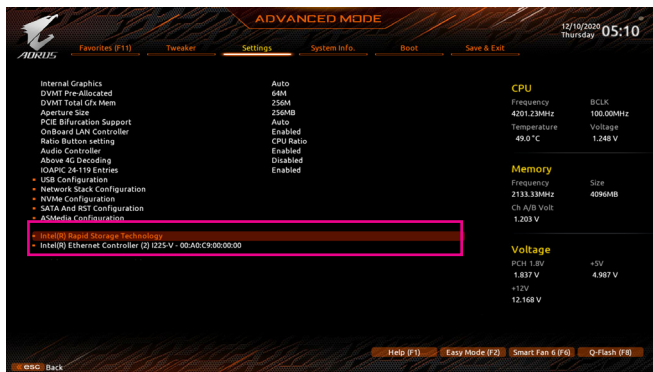 ADVANCED MODE
12/10/2020 Thursday 05:10
AORUS
Favorites (F11) Tweaker Settings System Info. Boot Save & Exit
Internal Graphics Auto
DVMT Pre-Allocated 64M
DVMT Total Gfx Mem 256M
Aperture Size 256MB
PCIE Bifurcation Support Auto
OnBoard LAN Controller Enabled
Ratio Button setting CPU Ratio
Audio Controller Enabled
Above 4G Decoding Disabled
IOAPIC 24-119 Entries Enabled
USB Configuration
Network Stack Configuration
NVMe Configuration
SATA And RST Configuration
ASMedia Configuration
Intel(R) Rapid Storage Technology
Intel(R) Ethernet Controller (2) I225-V - 00:A0:C9:00:00:00
CPU
Frequency BCLK
4201.23MHz 100.00MHz
Temperature Voltage
49.0 °C 1.248 V
Memory
Frequency Size
2133.33MHz 4096MB
Ch A/B Volt
1.203 V
Voltage
PCH 1.8V +5V
1.837 V 4.987 V
+12V
12.168 V
Help (F1) Easy Mode (F2) Smart Fan 6 (F6) Q-Flash (F8)
esc Back